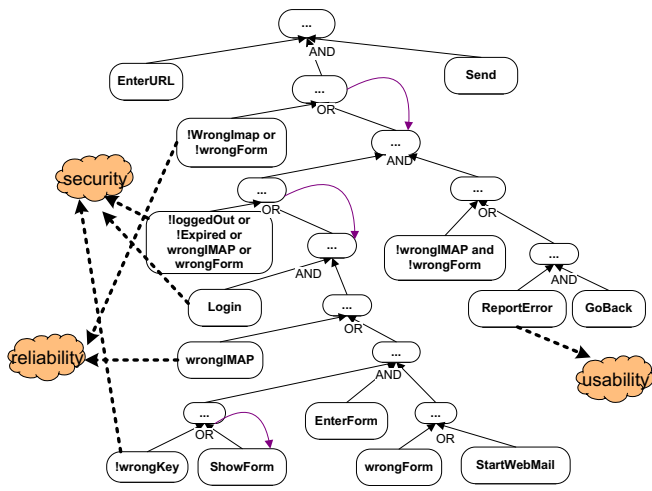 ...
AND
EnterURL
Send
...
OR
!WrongImap or
!wrongForm
...
AND
security
...
OR
!loggedOut or
!Expired or
wrongIMAP or
wrongForm
...
OR
!wrongIMAP and
!wrongForm
...
AND
...
AND
Login
ReportError
GoBack
...
OR
reliability
wrongIMAP
...
AND
usability
...
OR
EnterForm
...
OR
!wrongKey
ShowForm
wrongForm
StartWebMail